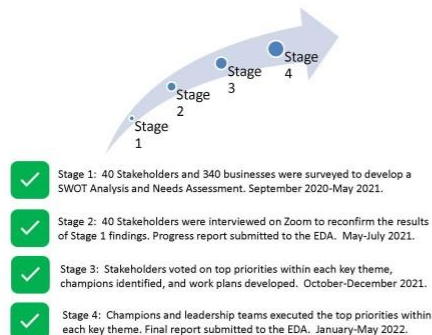 Stage
4
Stage
3
Stage
2
Stage
1
Stage 1: 40 Stakeholders and 340 businesses were surveyed to develop a
SWOT Analysis and Needs Assessment. September 2020-May 2021.
Stage 2: 40 Stakeholders were interviewed on Zoom to reconfirm the results
of Stage 1 findings. Progress report submitted to the EDA. May-July 2021.
Stage 3: Stakeholders voted on top priorities within each key theme,
champions identified, and work plans developed. October-December 2021.
Stage 4: Champions and leadership teams executed the top priorities within
each key theme. Final report submitted to the EDA. January-May 2022.